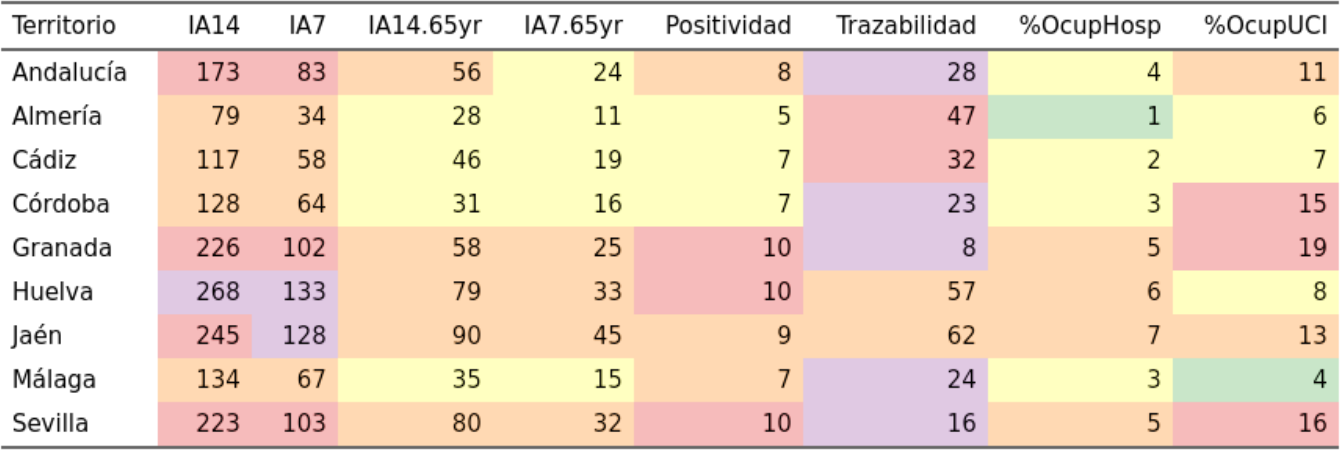 Territorio IA14 IA7 IA14.65yr IA7.65yr Positividad Trazabilidad %OcupHosp %OcupUCI
Andalucía 173 83 56 24 8 28 4 11
Almería 79 34 28 11 5 47 1 6
Cádiz 117 58 46 19 7 32 2 7
Córdoba 128 64 31 16 7 23 3 15
Granada 226 102 58 25 10 8 5 19
Huelva 268 133 79 33 10 57 6 8
Jaén 245 128 90 45 9 62 7 13
Málaga 134 67 35 15 7 24 3 4
Sevilla 223 103 80 32 10 16 5 16